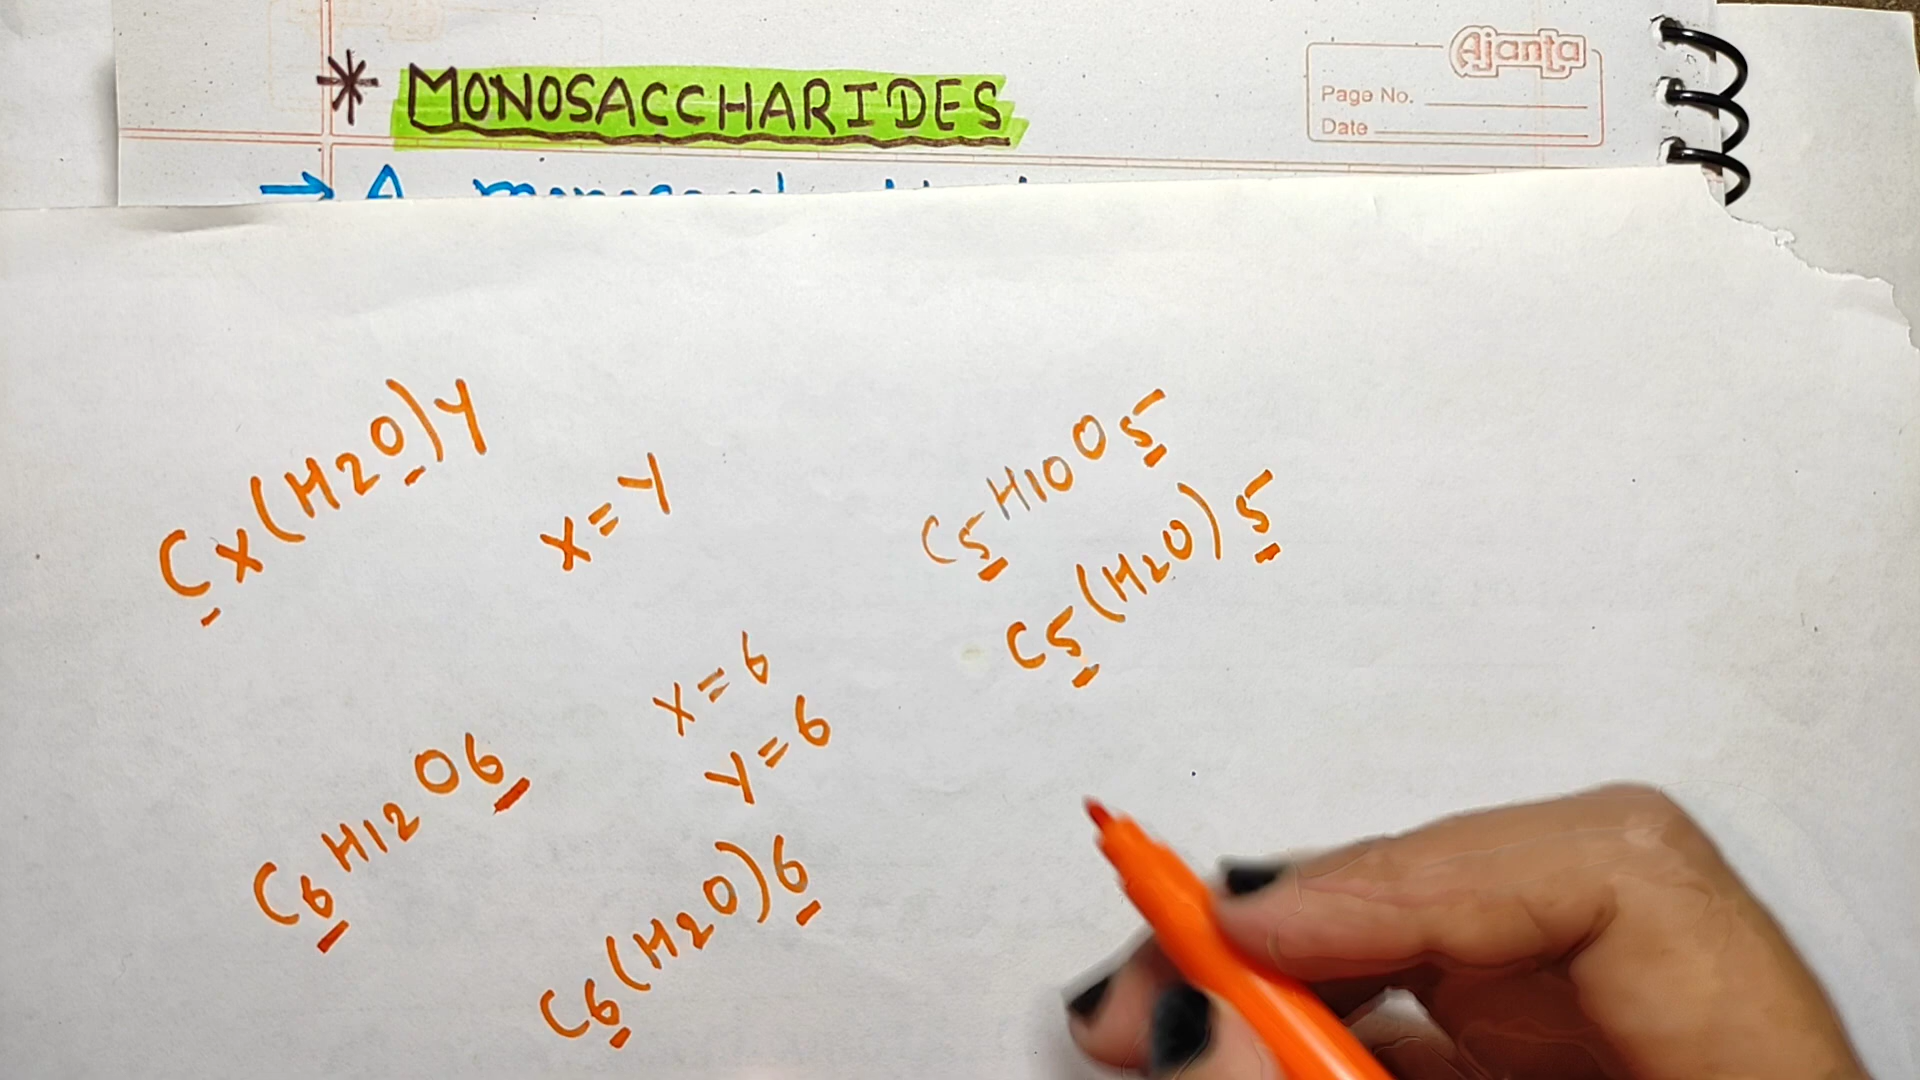 * MONOSACCHARIDES
Ajanta
Page No.
Date
→ A
Cx(H2O)Y
X=Y
C5H10O5
C5(H2O)5
X=6
Y=6
C6H12O6
C6(H2O)6